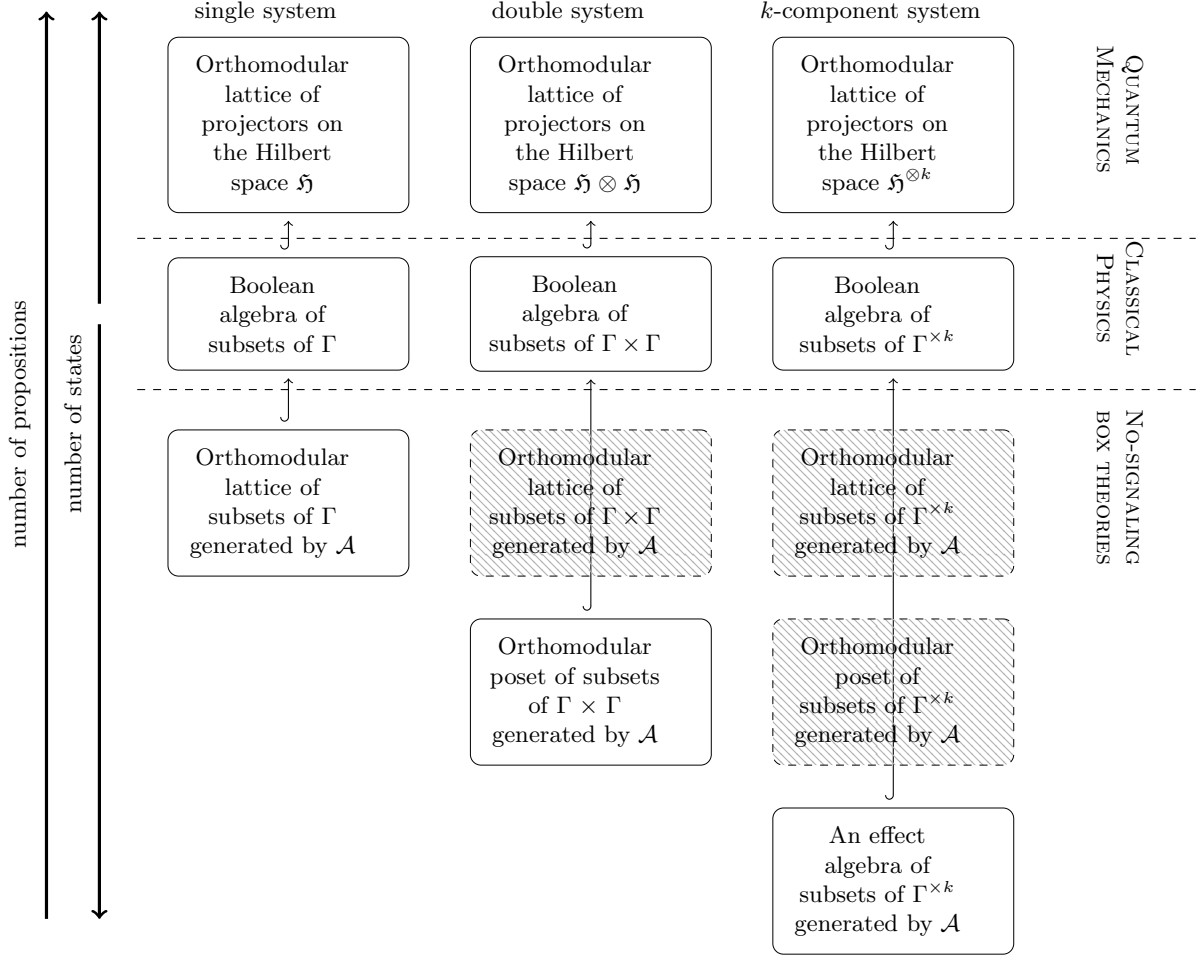 single system
double system
k-component system
Orthomodular
lattice of
projectors on
the Hilbert
space ℌ
Orthomodular
lattice of
projectors on
the Hilbert
space ℌ ⊗ ℌ
Orthomodular
lattice of
projectors on
the Hilbert
space ℌ^{⊗k}
QUANTUM
MECHANICS
Boolean
algebra of
subsets of Γ
Boolean
algebra of
subsets of Γ × Γ
Boolean
algebra of
subsets of Γ^{×k}
CLASSICAL
PHYSICS
number of propositions
number of states
Orthomodular
lattice of
subsets of Γ
generated by 𝒜
Orthomodular
lattice of
subsets of Γ × Γ
generated by 𝒜
Orthomodular
lattice of
subsets of Γ^{×k}
generated by 𝒜
NO-SIGNALING
BOX THEORIES
Orthomodular
poset of subsets
of Γ × Γ
generated by 𝒜
Orthomodular
poset of
subsets of Γ^{×k}
generated by 𝒜
An effect
algebra of
subsets of Γ^{×k}
generated by 𝒜